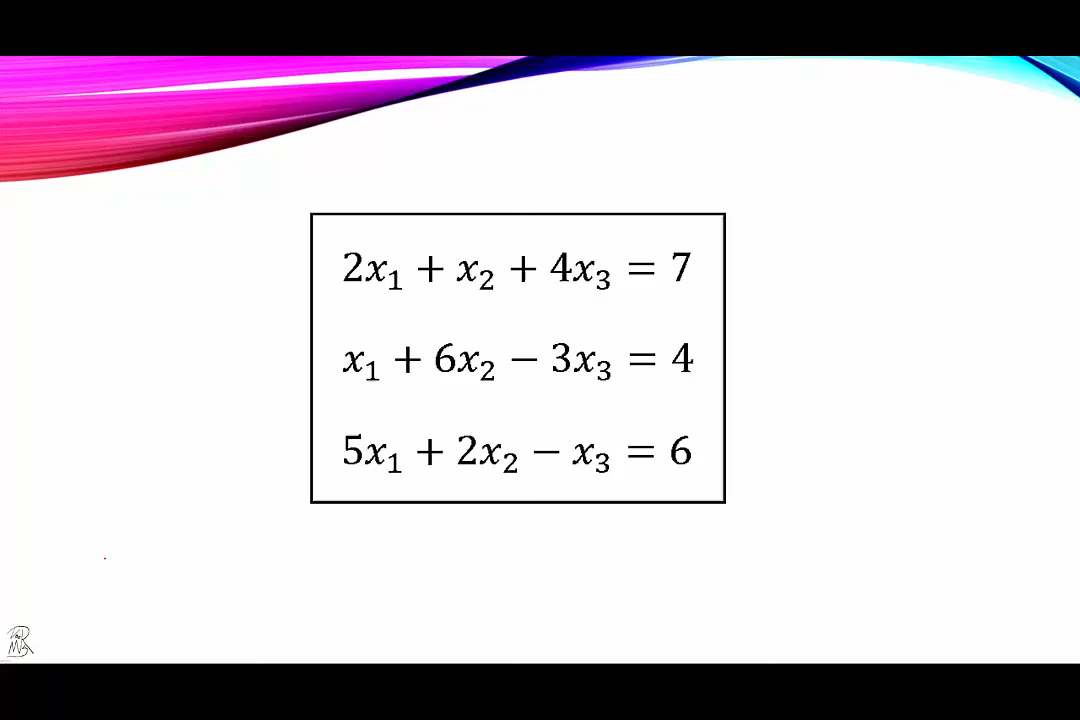 2x₁ + x₂ + 4x₃ = 7
x₁ + 6x₂ − 3x₃ = 4
5x₁ + 2x₂ − x₃ = 6